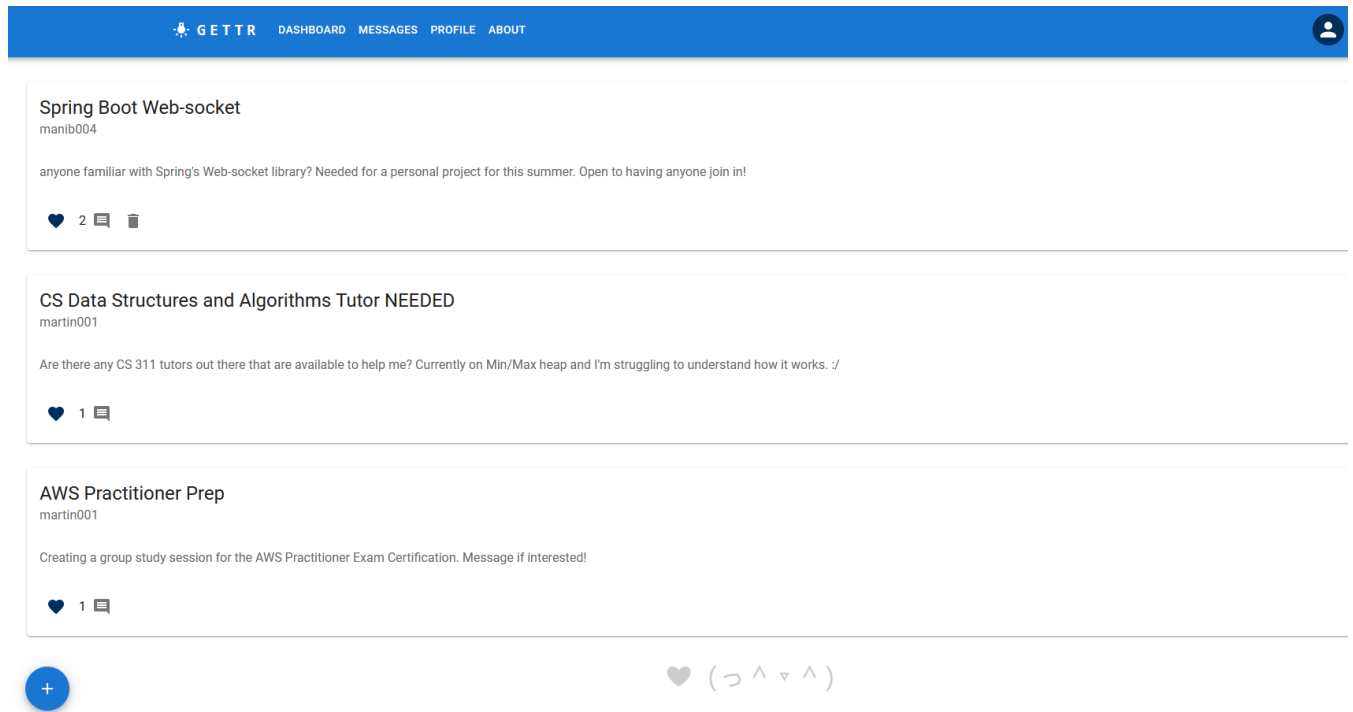 GETTR DASHBOARD MESSAGES PROFILE ABOUT
Spring Boot Web-socket
manib004
anyone familiar with Spring's Web-socket library? Needed for a personal project for this summer. Open to having anyone join in!
2
CS Data Structures and Algorithms Tutor NEEDED
martin001
Are there any CS 311 tutors out there that are available to help me? Currently on Min/Max heap and I'm struggling to understand how it works. :/
1
AWS Practitioner Prep
martin001
Creating a group study session for the AWS Practitioner Exam Certification. Message if interested!
1
♥ (っ^▿^)
+